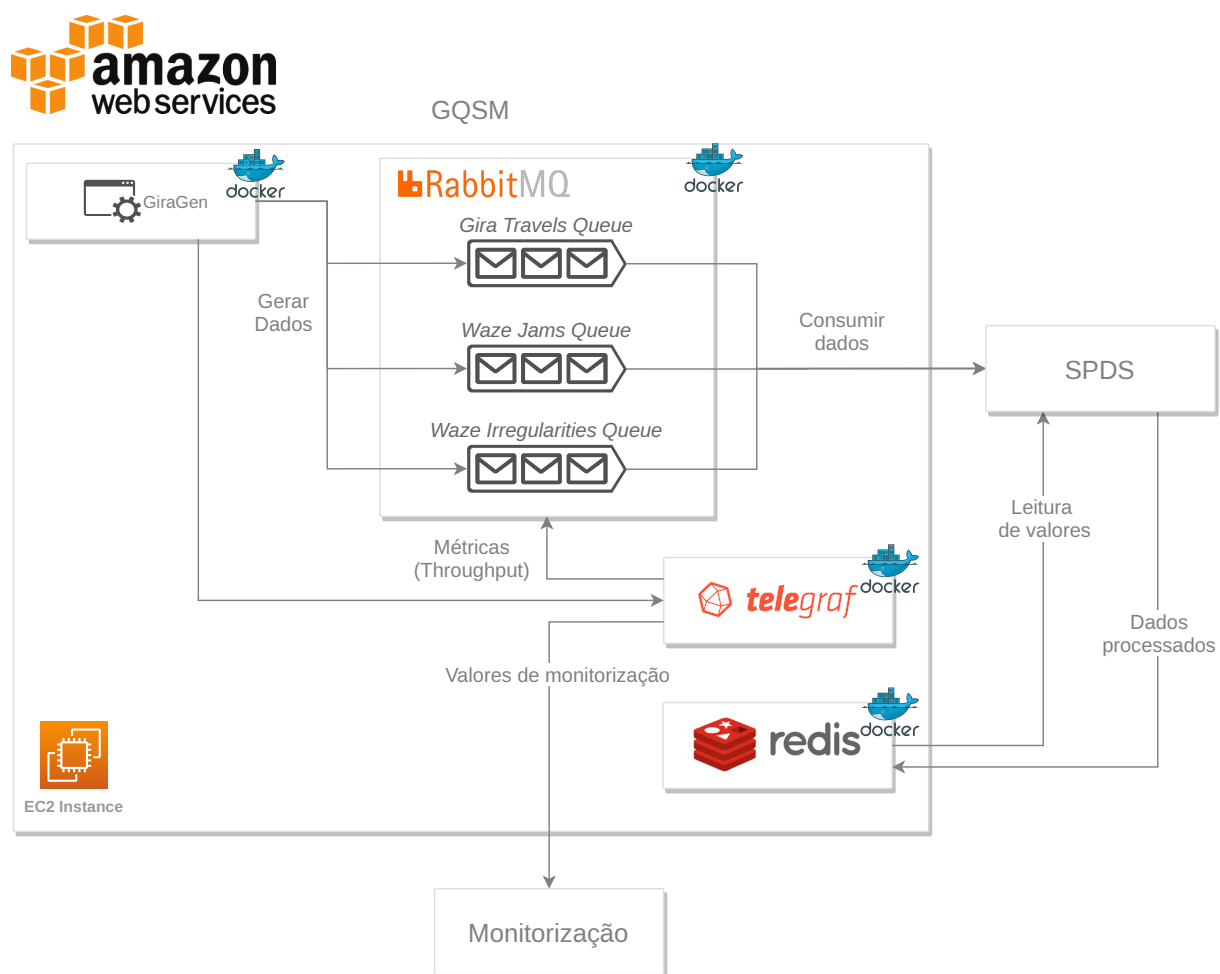 amazon
web services
GQSM
GiraGen
docker
RabbitMQ
docker
Gira Travels Queue
Gerar
Dados
Waze Jams Queue
Consumir
dados
SPDS
Waze Irregularities Queue
Leitura
de valores
Métricas
(Throughput)
telegraf
docker
Dados
processados
Valores de monitorização
redis
docker
EC2 Instance
Monitorização